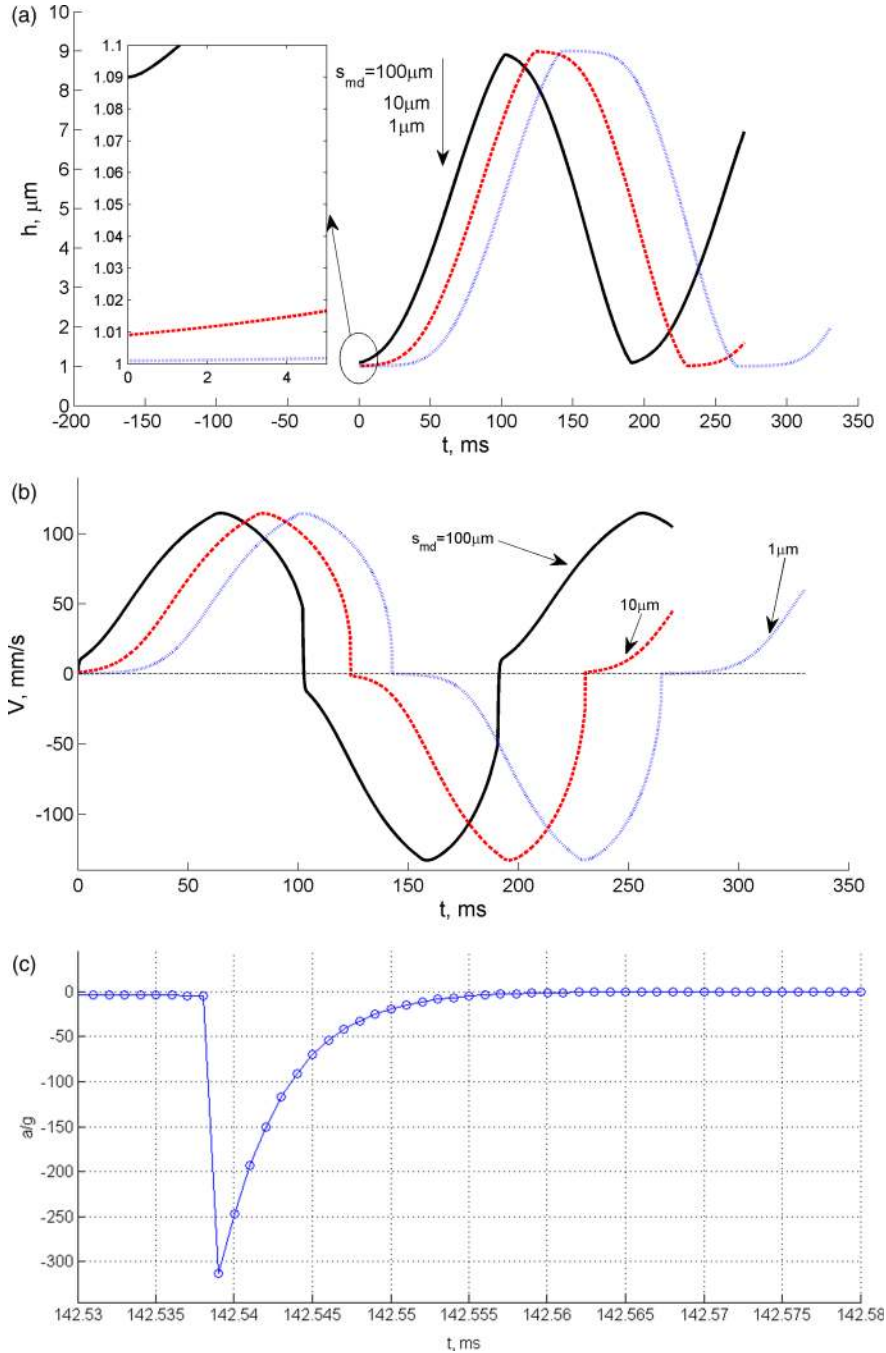 (a)
10
9
8
7
6
5
4
3
2
1
0
h, μm
1.1
1.09
1.08
1.07
1.06
1.05
1.04
1.03
1.02
1.01
1
0 2 4
s_md=100μm
10μm
1μm
-200 -150 -100 -50 0 50 100 150 200 250 300 350
t, ms
(b)
100
50
0
-50
-100
V, mm/s
s_md=100μm
1μm
10μm
0 50 100 150 200 250 300 350
t, ms
(c)
0
-50
-100
-150
-200
-250
-300
a/g
142.53 142.535 142.54 142.545 142.55 142.555 142.56 142.565 142.57 142.575 142.58
t, ms